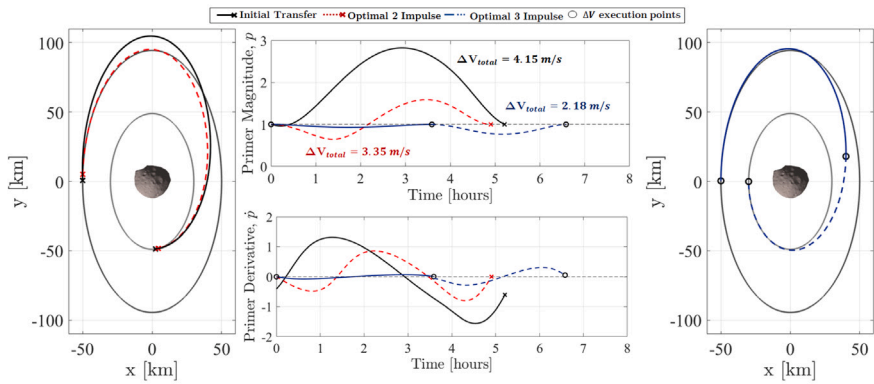 Initial Transfer Optimal 2 Impulse Optimal 3 Impulse ΔV execution points
100
50
0
-50
-100
y [km]
-50 0 50
x [km]
3
2
1
0
Primer Magnitude, p
ΔV_total = 4.15 m/s
ΔV_total = 2.18 m/s
ΔV_total = 3.35 m/s
0 1 2 3 4 5 6 7 8
Time [hours]
2
1
0
-1
-2
Primer Derivative, ṗ
0 1 2 3 4 5 6 7 8
Time [hours]
100
50
0
-50
-100
y [km]
-50 0 50
x [km]